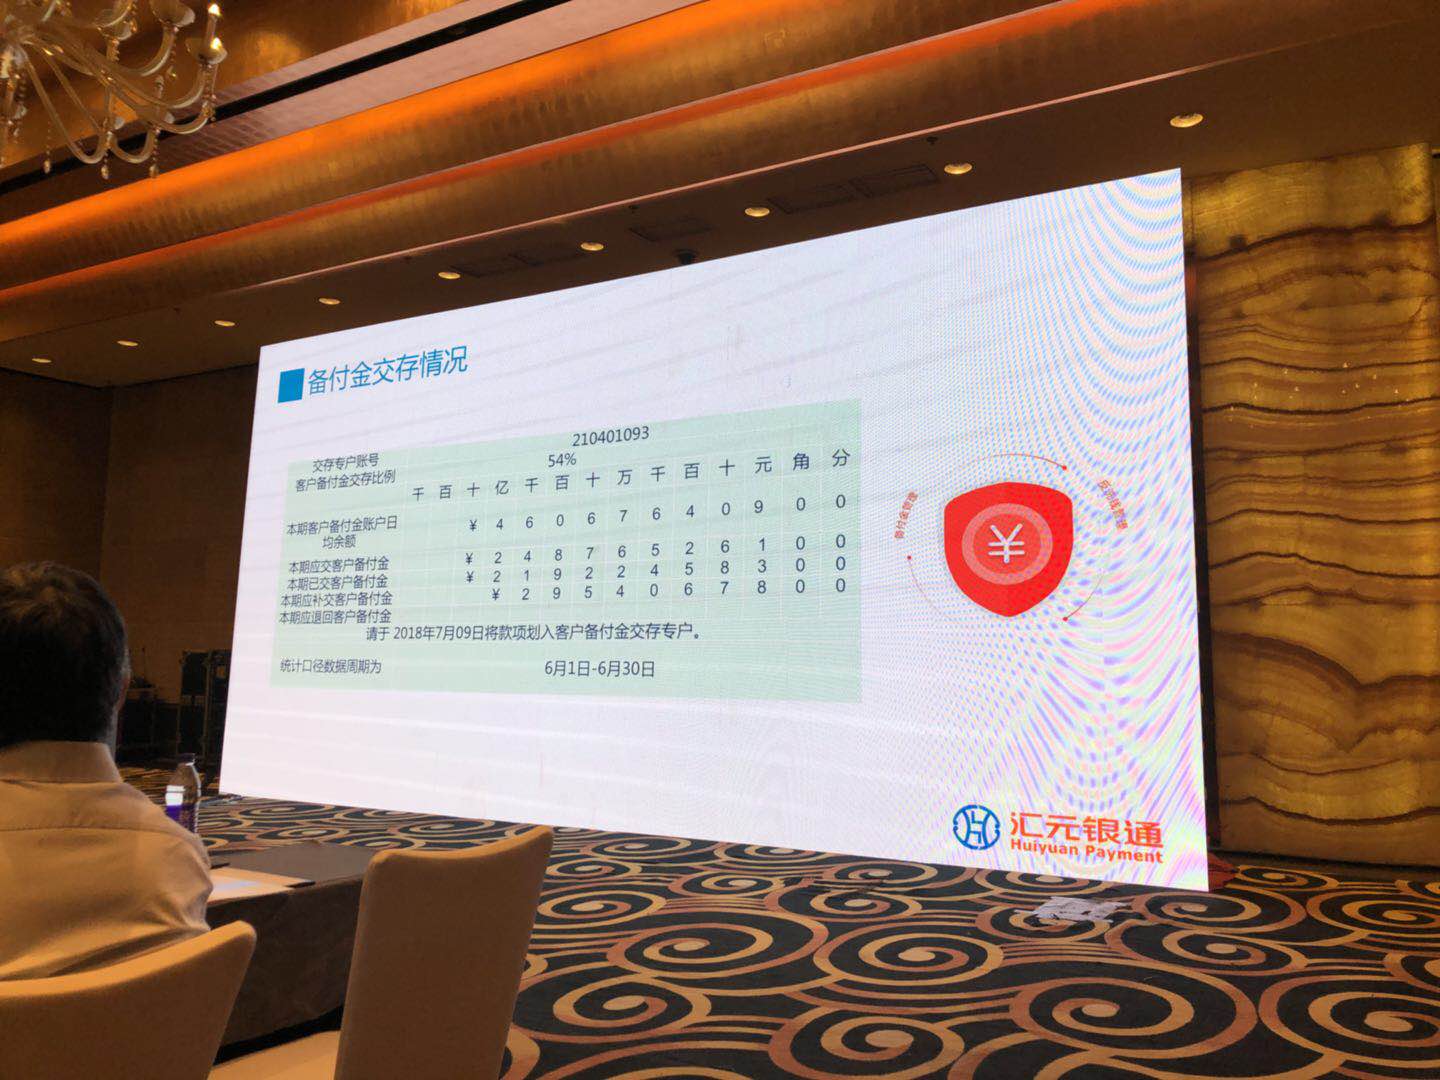 备付金交存情况
交存专户账号 210401093
客户备付金交存比例 54%
千 百 十 亿 千 百 十 万 千 百 十 元 角 分
本期客户备付金账户日均余额 ¥ 4 6 0 6 7 6 4 0 9 0 0
本期应交客户备付金 ¥ 2 4 8 7 6 5 2 6 1 0 0
本期已交客户备付金 ¥ 2 1 9 2 2 4 5 8 3 0 0
本期应补交客户备付金 ¥ 2 9 5 4 0 6 7 8 0 0
本期应退回客户备付金
请于 2018年7月09日将款项划入客户备付金交存专户。
统计口径数据周期为 6月1日-6月30日
备付金管理
¥
汇元银通
Huiyuan Payment